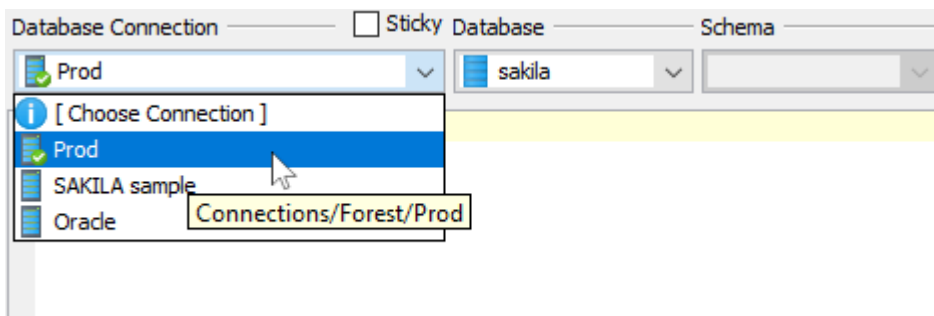 Database Connection Sticky Database Schema
Prod sakila
[ Choose Connection ]
Prod
SAKILA sample
Connections/Forest/Prod
Oracle